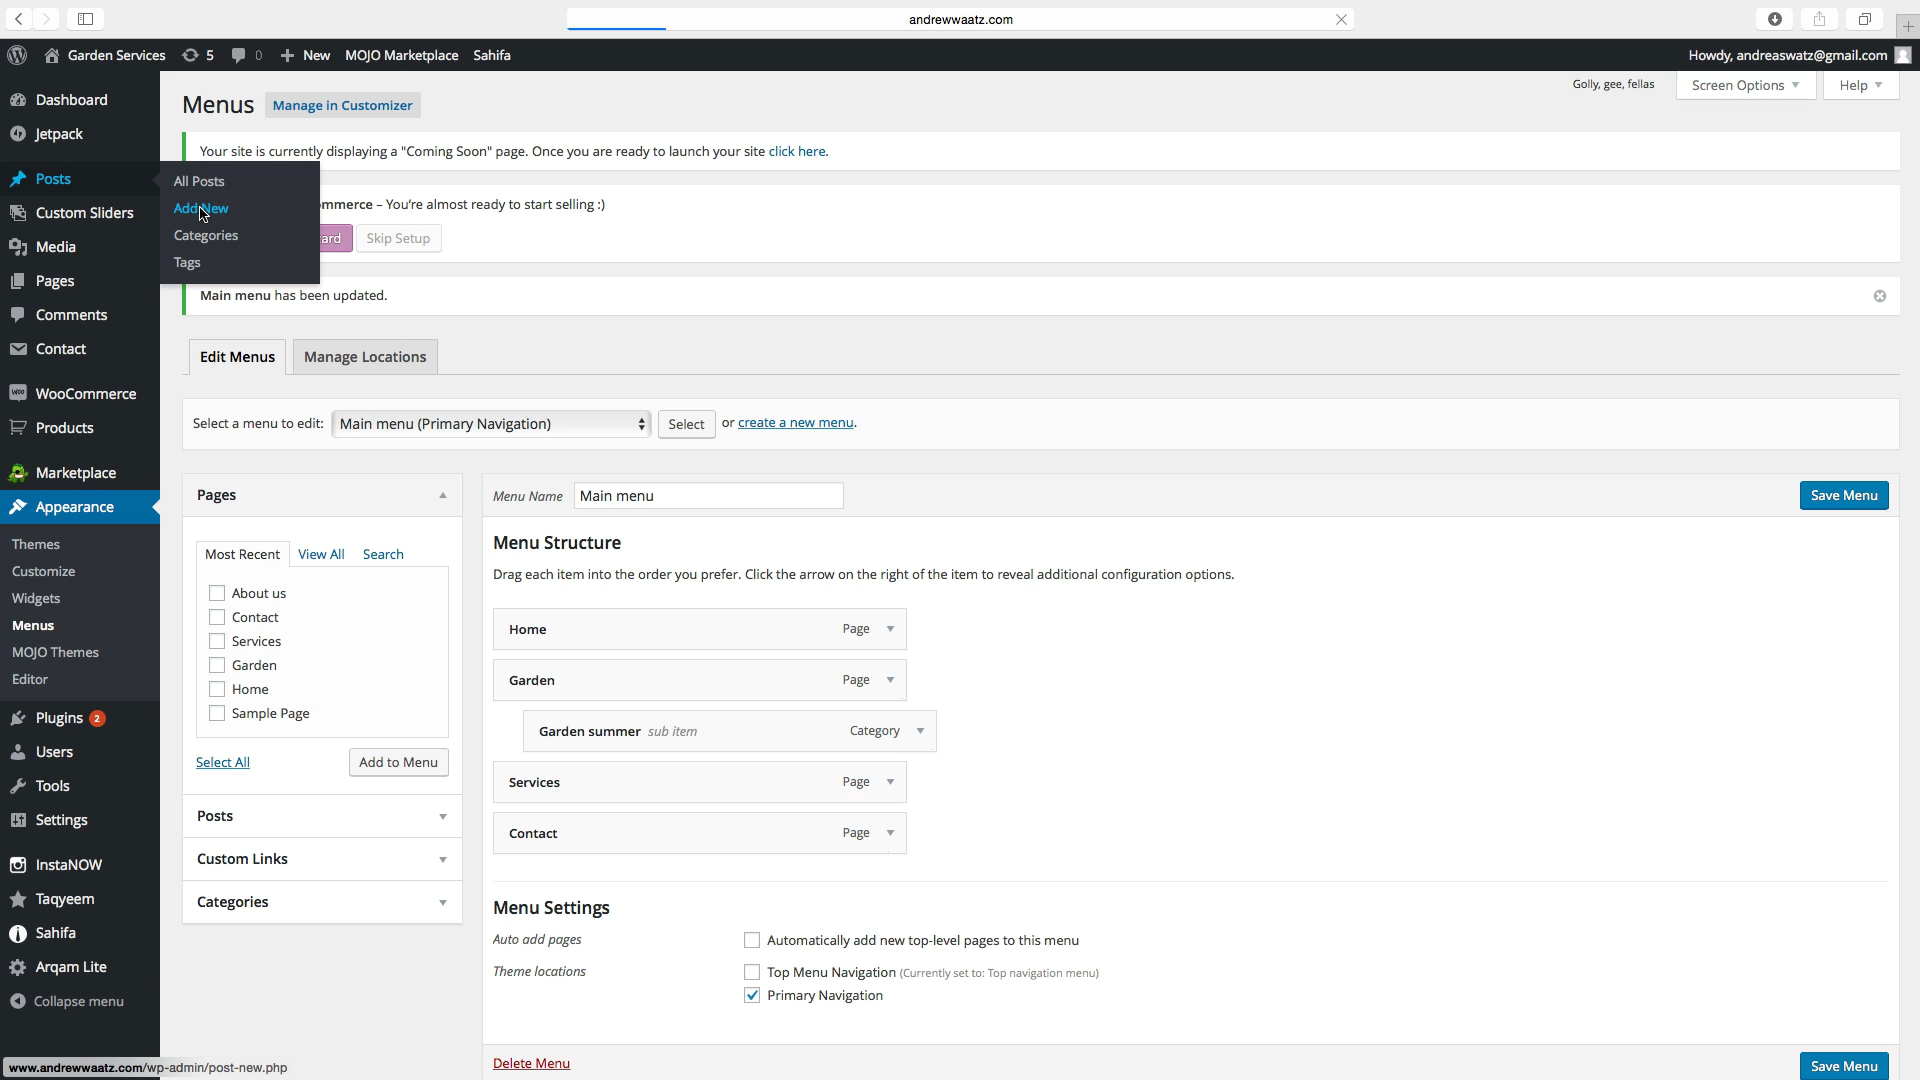 andrewwaatz.com
Garden Services 5 0 New MOJO Marketplace Sahifa Howdy, andreaswatz@gmail.com
Golly, gee, fellas Screen Options Help
Menus Manage in Customizer
Dashboard
Jetpack
Posts
Custom Sliders
Media
Pages
Comments
Contact
WooCommerce
Products
Marketplace
Appearance
Themes
Customize
Widgets
Menus
MOJO Themes
Editor
Plugins 2
Users
Tools
Settings
InstaNOW
Taqyeem
Sahifa
Arqam Lite
Collapse menu
All Posts
Add New
Categories
Tags
Your site is currently displaying a "Coming Soon" page. Once you are ready to launch your site click here.
ommerce – You're almost ready to start selling :)
ard Skip Setup
Main menu has been updated.
Edit Menus Manage Locations
Select a menu to edit: Main menu (Primary Navigation) Select or create a new menu.
Pages
Most Recent View All Search
About us
Contact
Services
Garden
Home
Sample Page
Select All Add to Menu
Posts
Custom Links
Categories
Menu Name Main menu Save Menu
Menu Structure
Drag each item into the order you prefer. Click the arrow on the right of the item to reveal additional configuration options.
Home Page
Garden Page
Garden summer sub item Category
Services Page
Contact Page
Menu Settings
Auto add pages Automatically add new top-level pages to this menu
Theme locations Top Menu Navigation (Currently set to: Top navigation menu)
Primary Navigation
Delete Menu Save Menu
www.andrewwaatz.com/wp-admin/post-new.php